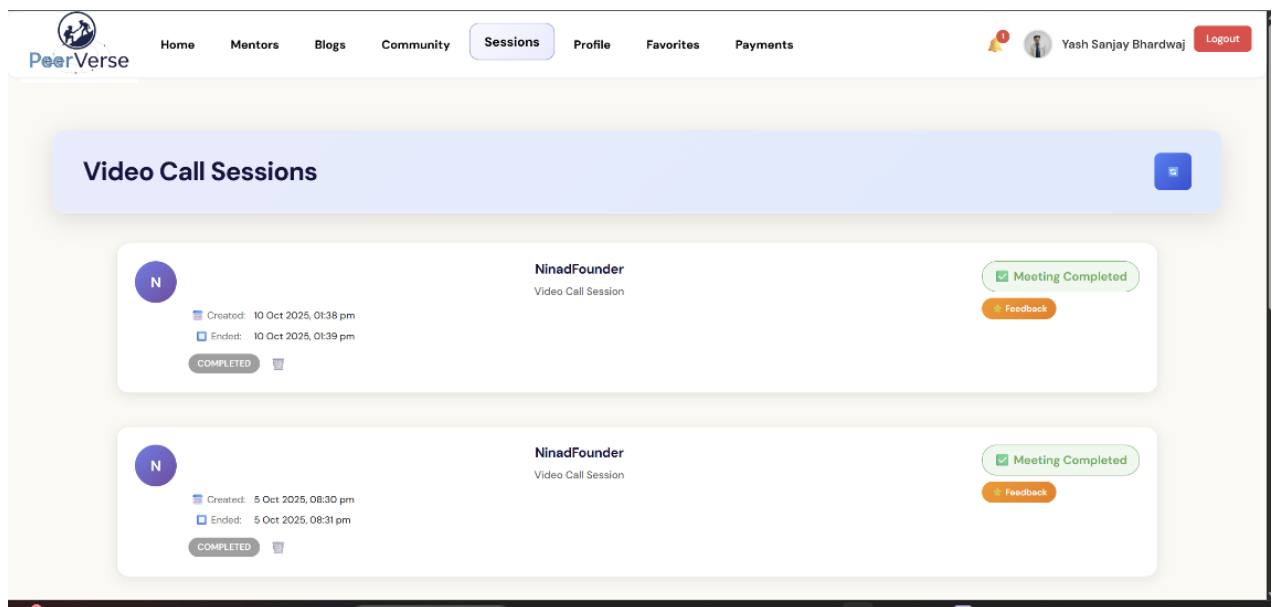 PeerVerse
Home Mentors Blogs Community Sessions Profile Favorites Payments
1
Yash Sanjay Bhardwaj
Logout
Video Call Sessions
N
NinadFounder
Video Call Session
Created: 10 Oct 2025, 01:38 pm
Ended: 10 Oct 2025, 01:39 pm
COMPLETED
Meeting Completed
Feedback
N
NinadFounder
Video Call Session
Created: 5 Oct 2025, 08:30 pm
Ended: 5 Oct 2025, 08:31 pm
COMPLETED
Meeting Completed
Feedback